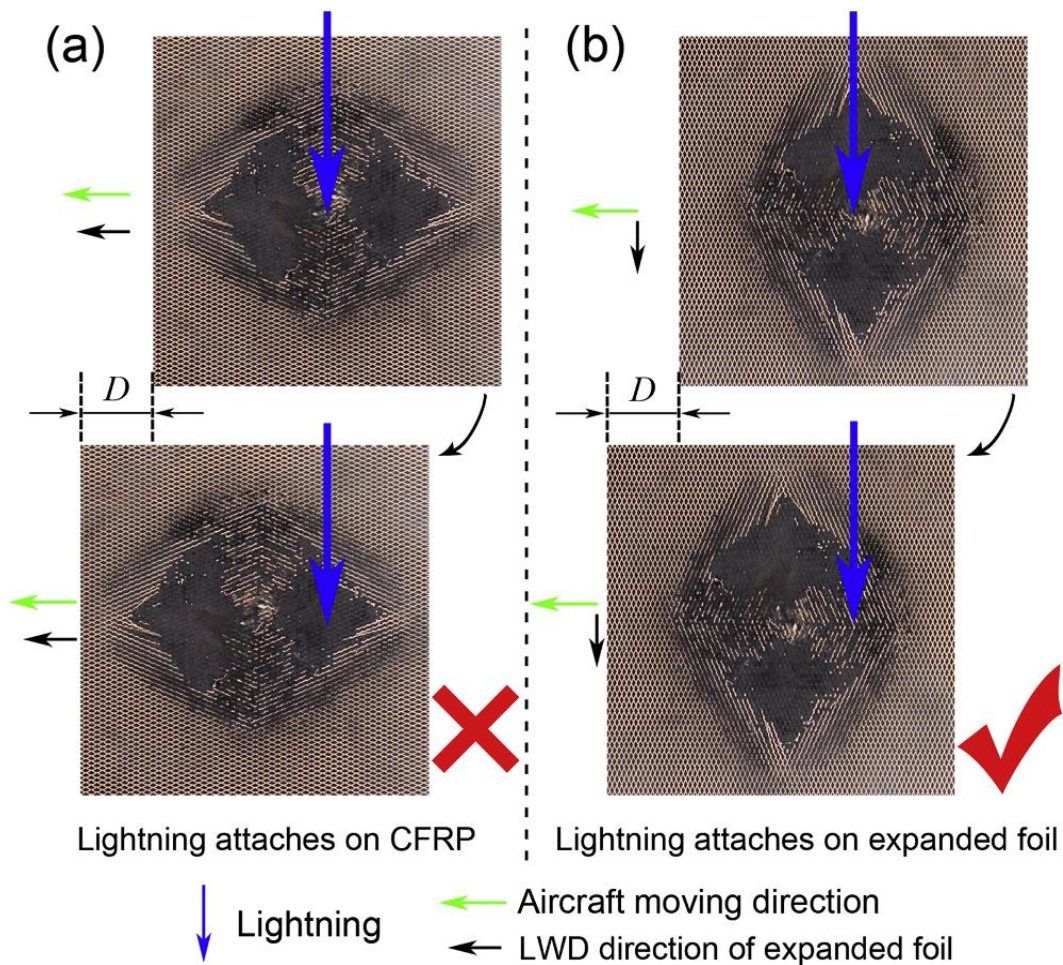 (a)
(b)
D
D
Lightning attaches on CFRP
Lightning attaches on expanded foil
Lightning
Aircraft moving direction
LWD direction of expanded foil